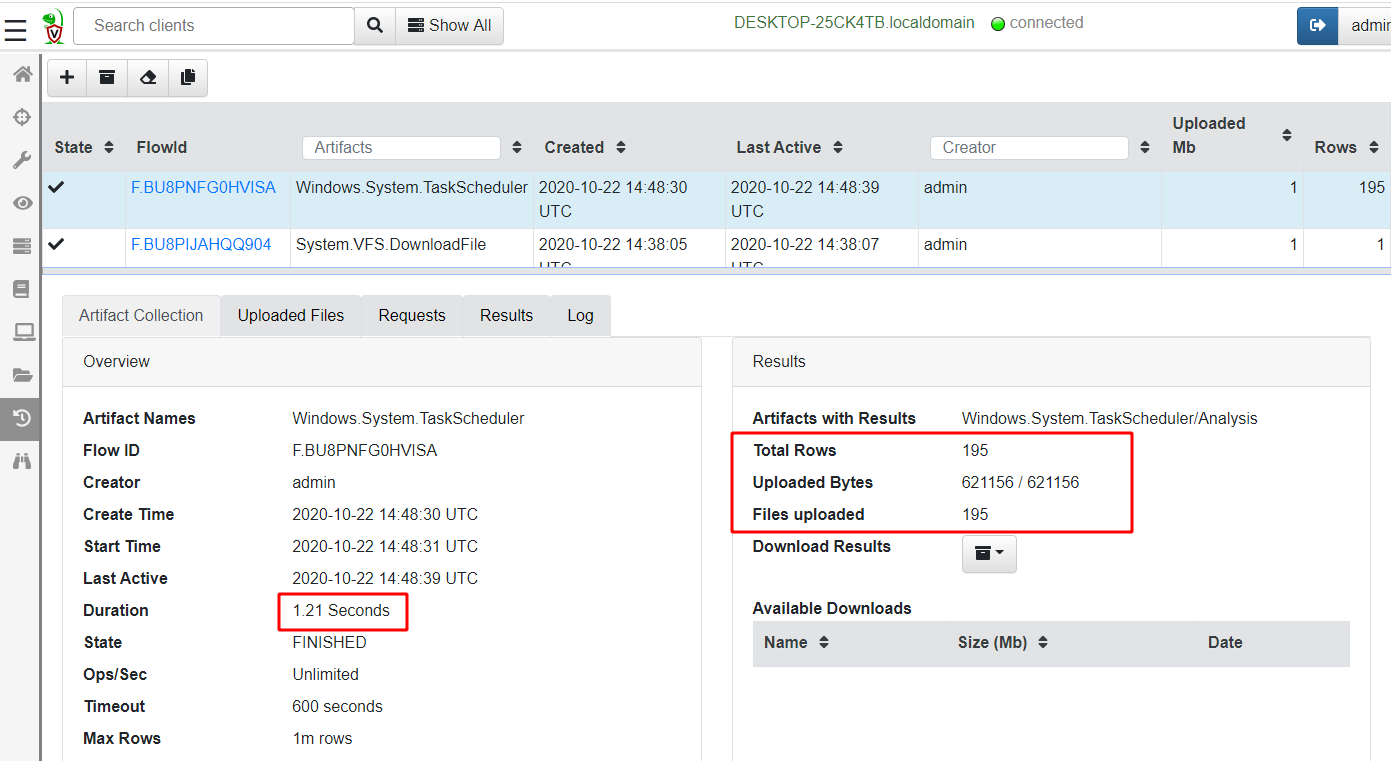 V
Search clients
Show All
DESKTOP-25CK4TB.localdomain connected
admin
State FlowId Artifacts Created Last Active Creator Uploaded Mb Rows
F.BU8PNFG0HVISA Windows.System.TaskScheduler 2020-10-22 14:48:30 UTC 2020-10-22 14:48:39 UTC admin 1 195
F.BU8PIJAHQQ904 System.VFS.DownloadFile 2020-10-22 14:38:05 UTC 2020-10-22 14:38:07 UTC admin 1 1
Artifact Collection Uploaded Files Requests Results Log
Overview
Artifact Names Windows.System.TaskScheduler
Flow ID F.BU8PNFG0HVISA
Creator admin
Create Time 2020-10-22 14:48:30 UTC
Start Time 2020-10-22 14:48:31 UTC
Last Active 2020-10-22 14:48:39 UTC
Duration 1.21 Seconds
State FINISHED
Ops/Sec Unlimited
Timeout 600 seconds
Max Rows 1m rows
Results
Artifacts with Results Windows.System.TaskScheduler/Analysis
Total Rows 195
Uploaded Bytes 621156 / 621156
Files uploaded 195
Download Results
Available Downloads
Name Size (Mb) Date